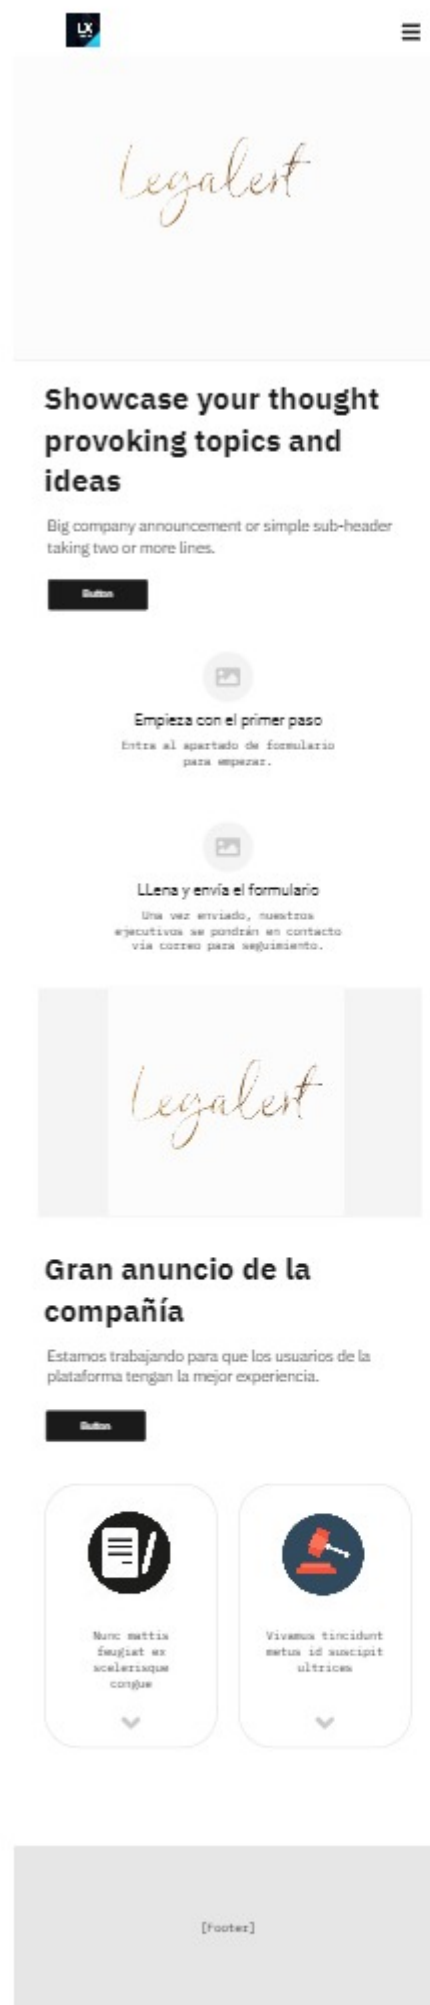 LX
Legalert
Showcase your thought
provoking topics and
ideas
Big company announcement or simple sub-header
taking two or more lines.
Button
Empieza con el primer paso
Entra al apartado de formulario
para empezar.
LLena y envía el formulario
Una vez enviado, nuestros
ejecutivos se pondrán en contacto
vía correo para seguimiento.
Legalert
Gran anuncio de la
compañía
Estamos trabajando para que los usuarios de la
plataforma tengan la mejor experiencia.
Button
Nunc mattis
feugiat ex
scelerisque
congue
Vivamus tincidunt
metus id suscipit
ultrices
[footer]